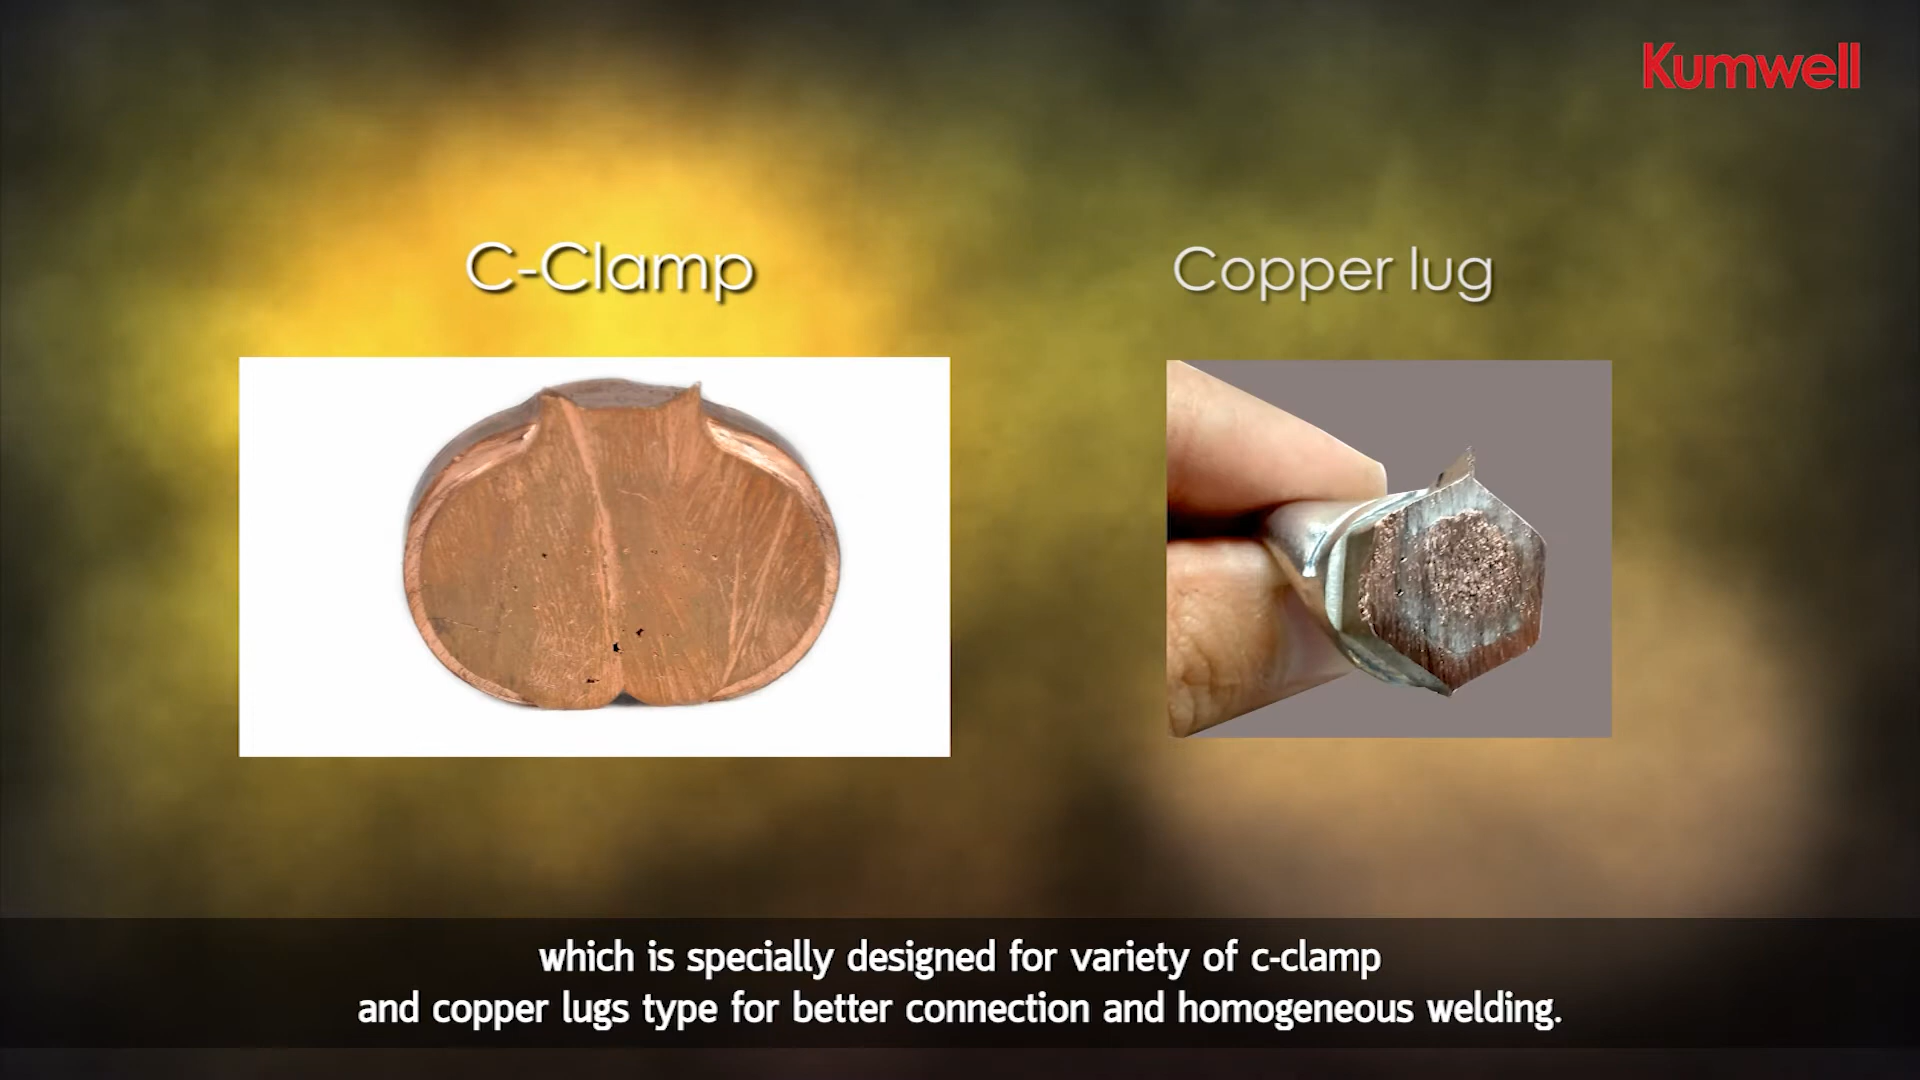 Kumwell
C-Clamp
Copper lug
which is specially designed for variety of c-clamp
and copper lugs type for better connection and homogeneous welding.